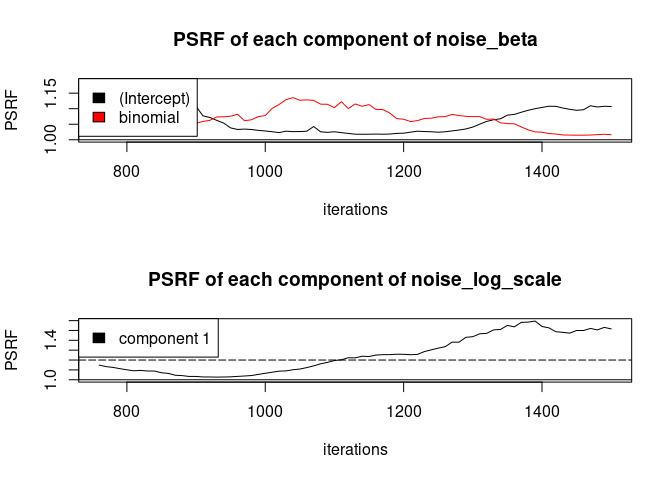 PSRF of each component of noise_beta
PSRF
1.15
1.00
(Intercept)
binomial
800 1000 1200 1400
iterations
PSRF of each component of noise_log_scale
PSRF
1.4
1.0
component 1
800 1000 1200 1400
iterations